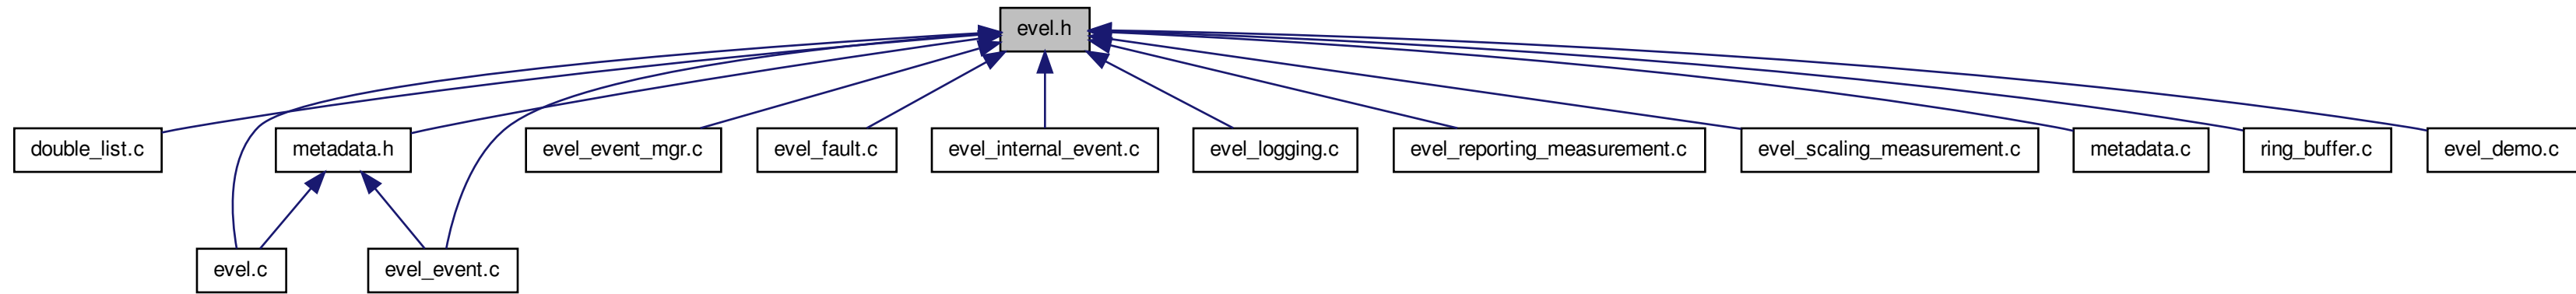 evel.h
double_list.c
metadata.h
evel_event_mgr.c
evel_fault.c
evel_internal_event.c
evel_logging.c
evel_reporting_measurement.c
evel_scaling_measurement.c
metadata.c
ring_buffer.c
evel_demo.c
evel.c
evel_event.c